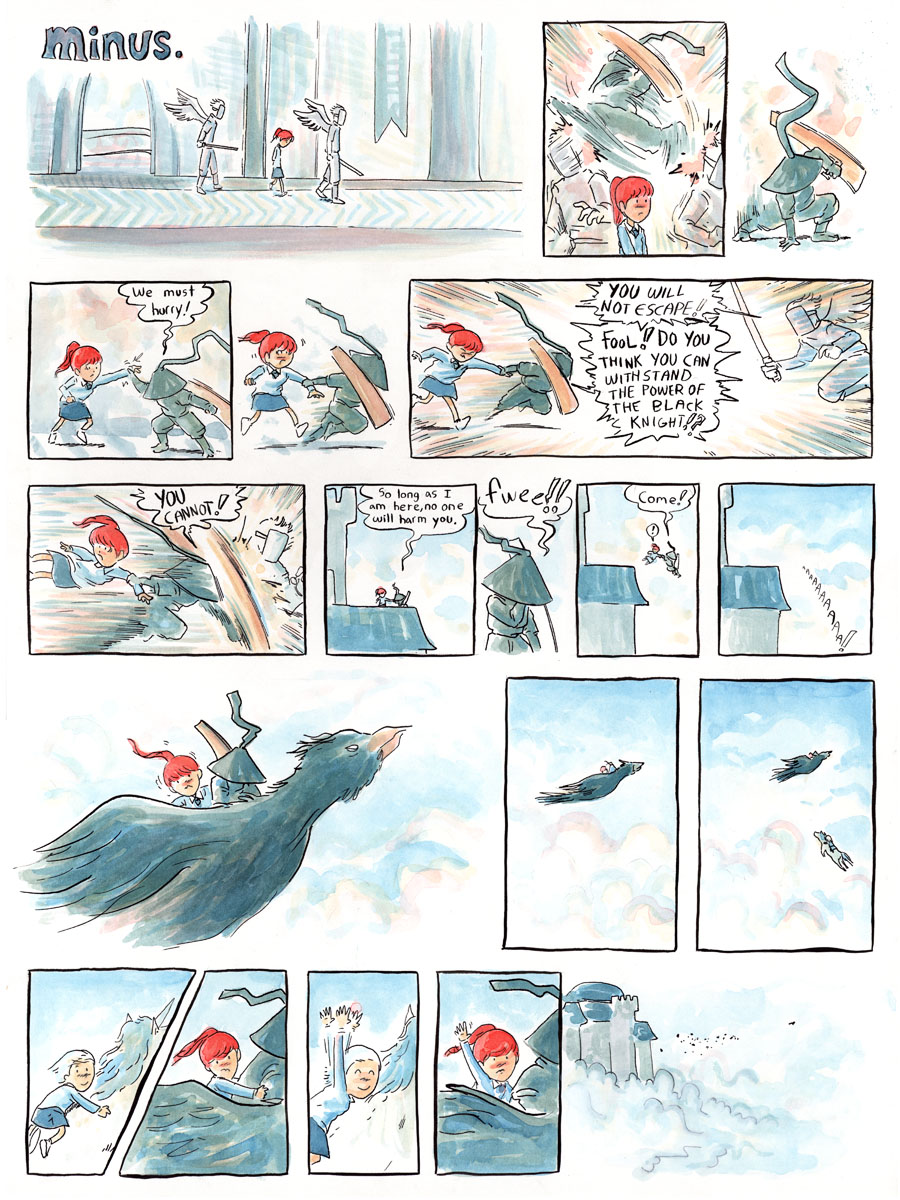 minus.
We must
hurry!
YOU WILL
NOT ESCAPE!!
FOOL! DO YOU
THINK YOU CAN
WITHSTAND
THE POWER OF
THE BLACK
KNIGHT!?
YOU
CANNOT!
So long as I
am here, no one
will harm you.
fwee!!!
!
Come!
AAAAAAAAAA!!